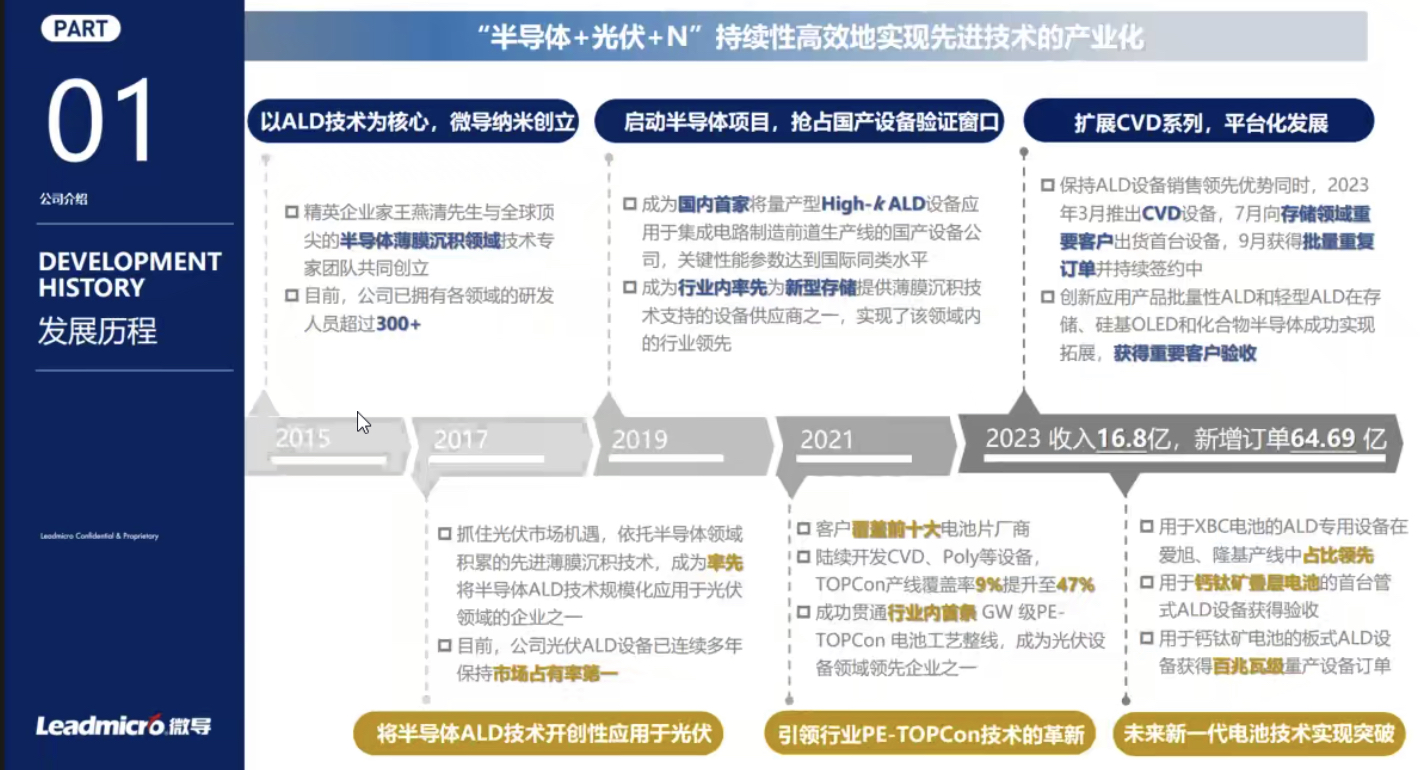 PART
01
公司介绍
DEVELOPMENT
HISTORY
发展历程
Leadmicro Confidential & Proprietary
Leadmicro 微导
“半导体+光伏+N”持续性高效地实现先进技术的产业化
以ALD技术为核心，微导纳米创立
精英企业家王燕清先生与全球顶
尖的半导体薄膜沉积领域技术专
家团队共同创立
目前，公司已拥有各领域的研发
人员超过300+
启动半导体项目，抢占国产设备验证窗口
成为国内首家将量产型High-k ALD设备应
用于集成电路制造前道生产线的国产设备公
司，关键性能参数达到国际同类水平
成为行业内率先为新型存储提供薄膜沉积技
术支持的设备供应商之一，实现了该领域内
的行业领先
扩展CVD系列，平台化发展
保持ALD设备销售领先优势同时，2023
年3月推出CVD设备，7月向存储领域重
要客户出货首台设备，9月获得批量重复
订单并持续签约中
创新应用产品批量性ALD和轻型ALD在存
储、硅基OLED和化合物半导体成功实现
拓展，获得重要客户验收
2015
2017
2019
2021
2023 收入16.8亿，新增订单64.69 亿
抓住光伏市场机遇，依托半导体领域
积累的先进薄膜沉积技术，成为率先
将半导体ALD技术规模化应用于光伏
领域的企业之一
目前，公司光伏ALD设备已连续多年
保持市场占有率第一
将半导体ALD技术开创性应用于光伏
客户覆盖前十大电池片厂商
陆续开发CVD、Poly等设备，
TOPCon产线覆盖率9%提升至47%
成功贯通行业内首条 GW 级PE-
TOPCon 电池工艺整线，成为光伏设
备领域领先企业之一
引领行业PE-TOPCon技术的革新
用于XBC电池的ALD专用设备在
爱旭、隆基产线中占比领先
用于钙钛矿叠层电池的首台管
式ALD设备获得验收
用于钙钛矿电池的板式ALD设
备获得百兆瓦级量产设备订单
未来新一代电池技术实现突破